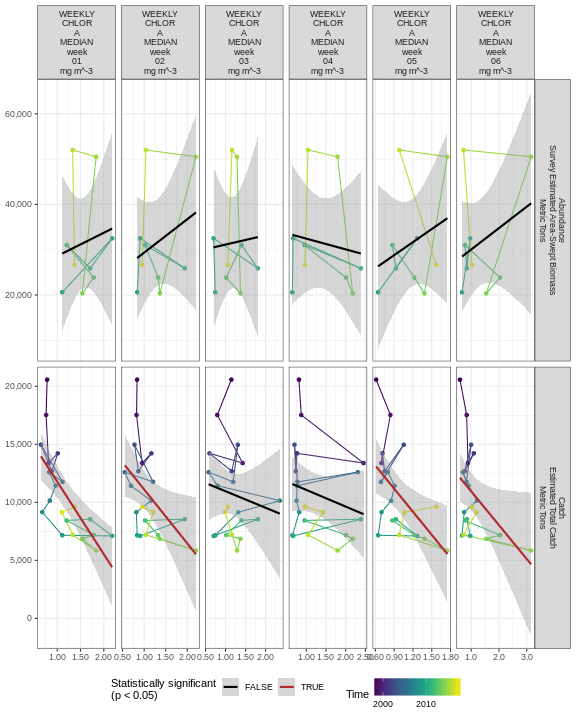 WEEKLY CHLOR A MEDIAN week 01 mg m^-3
WEEKLY CHLOR A MEDIAN week 02 mg m^-3
WEEKLY CHLOR A MEDIAN week 03 mg m^-3
WEEKLY CHLOR A MEDIAN week 04 mg m^-3
WEEKLY CHLOR A MEDIAN week 05 mg m^-3
WEEKLY CHLOR A MEDIAN week 06 mg m^-3
60,000
40,000
20,000
Abundance
Survey Estimated Area-Swept Biomass
Metric Tons
20,000
15,000
10,000
5,000
0
Catch
Estimated Total Catch
Metric Tons
1.00 1.50 2.00
0.50 1.00 1.50 2.00
0.50 1.00 1.50 2.00
1.00 1.50 2.00 2.50
0.60 0.90 1.20 1.50 1.80
1.0 2.0 3.0
Statistically significant
(p < 0.05)
FALSE
TRUE
Time
2000 2010